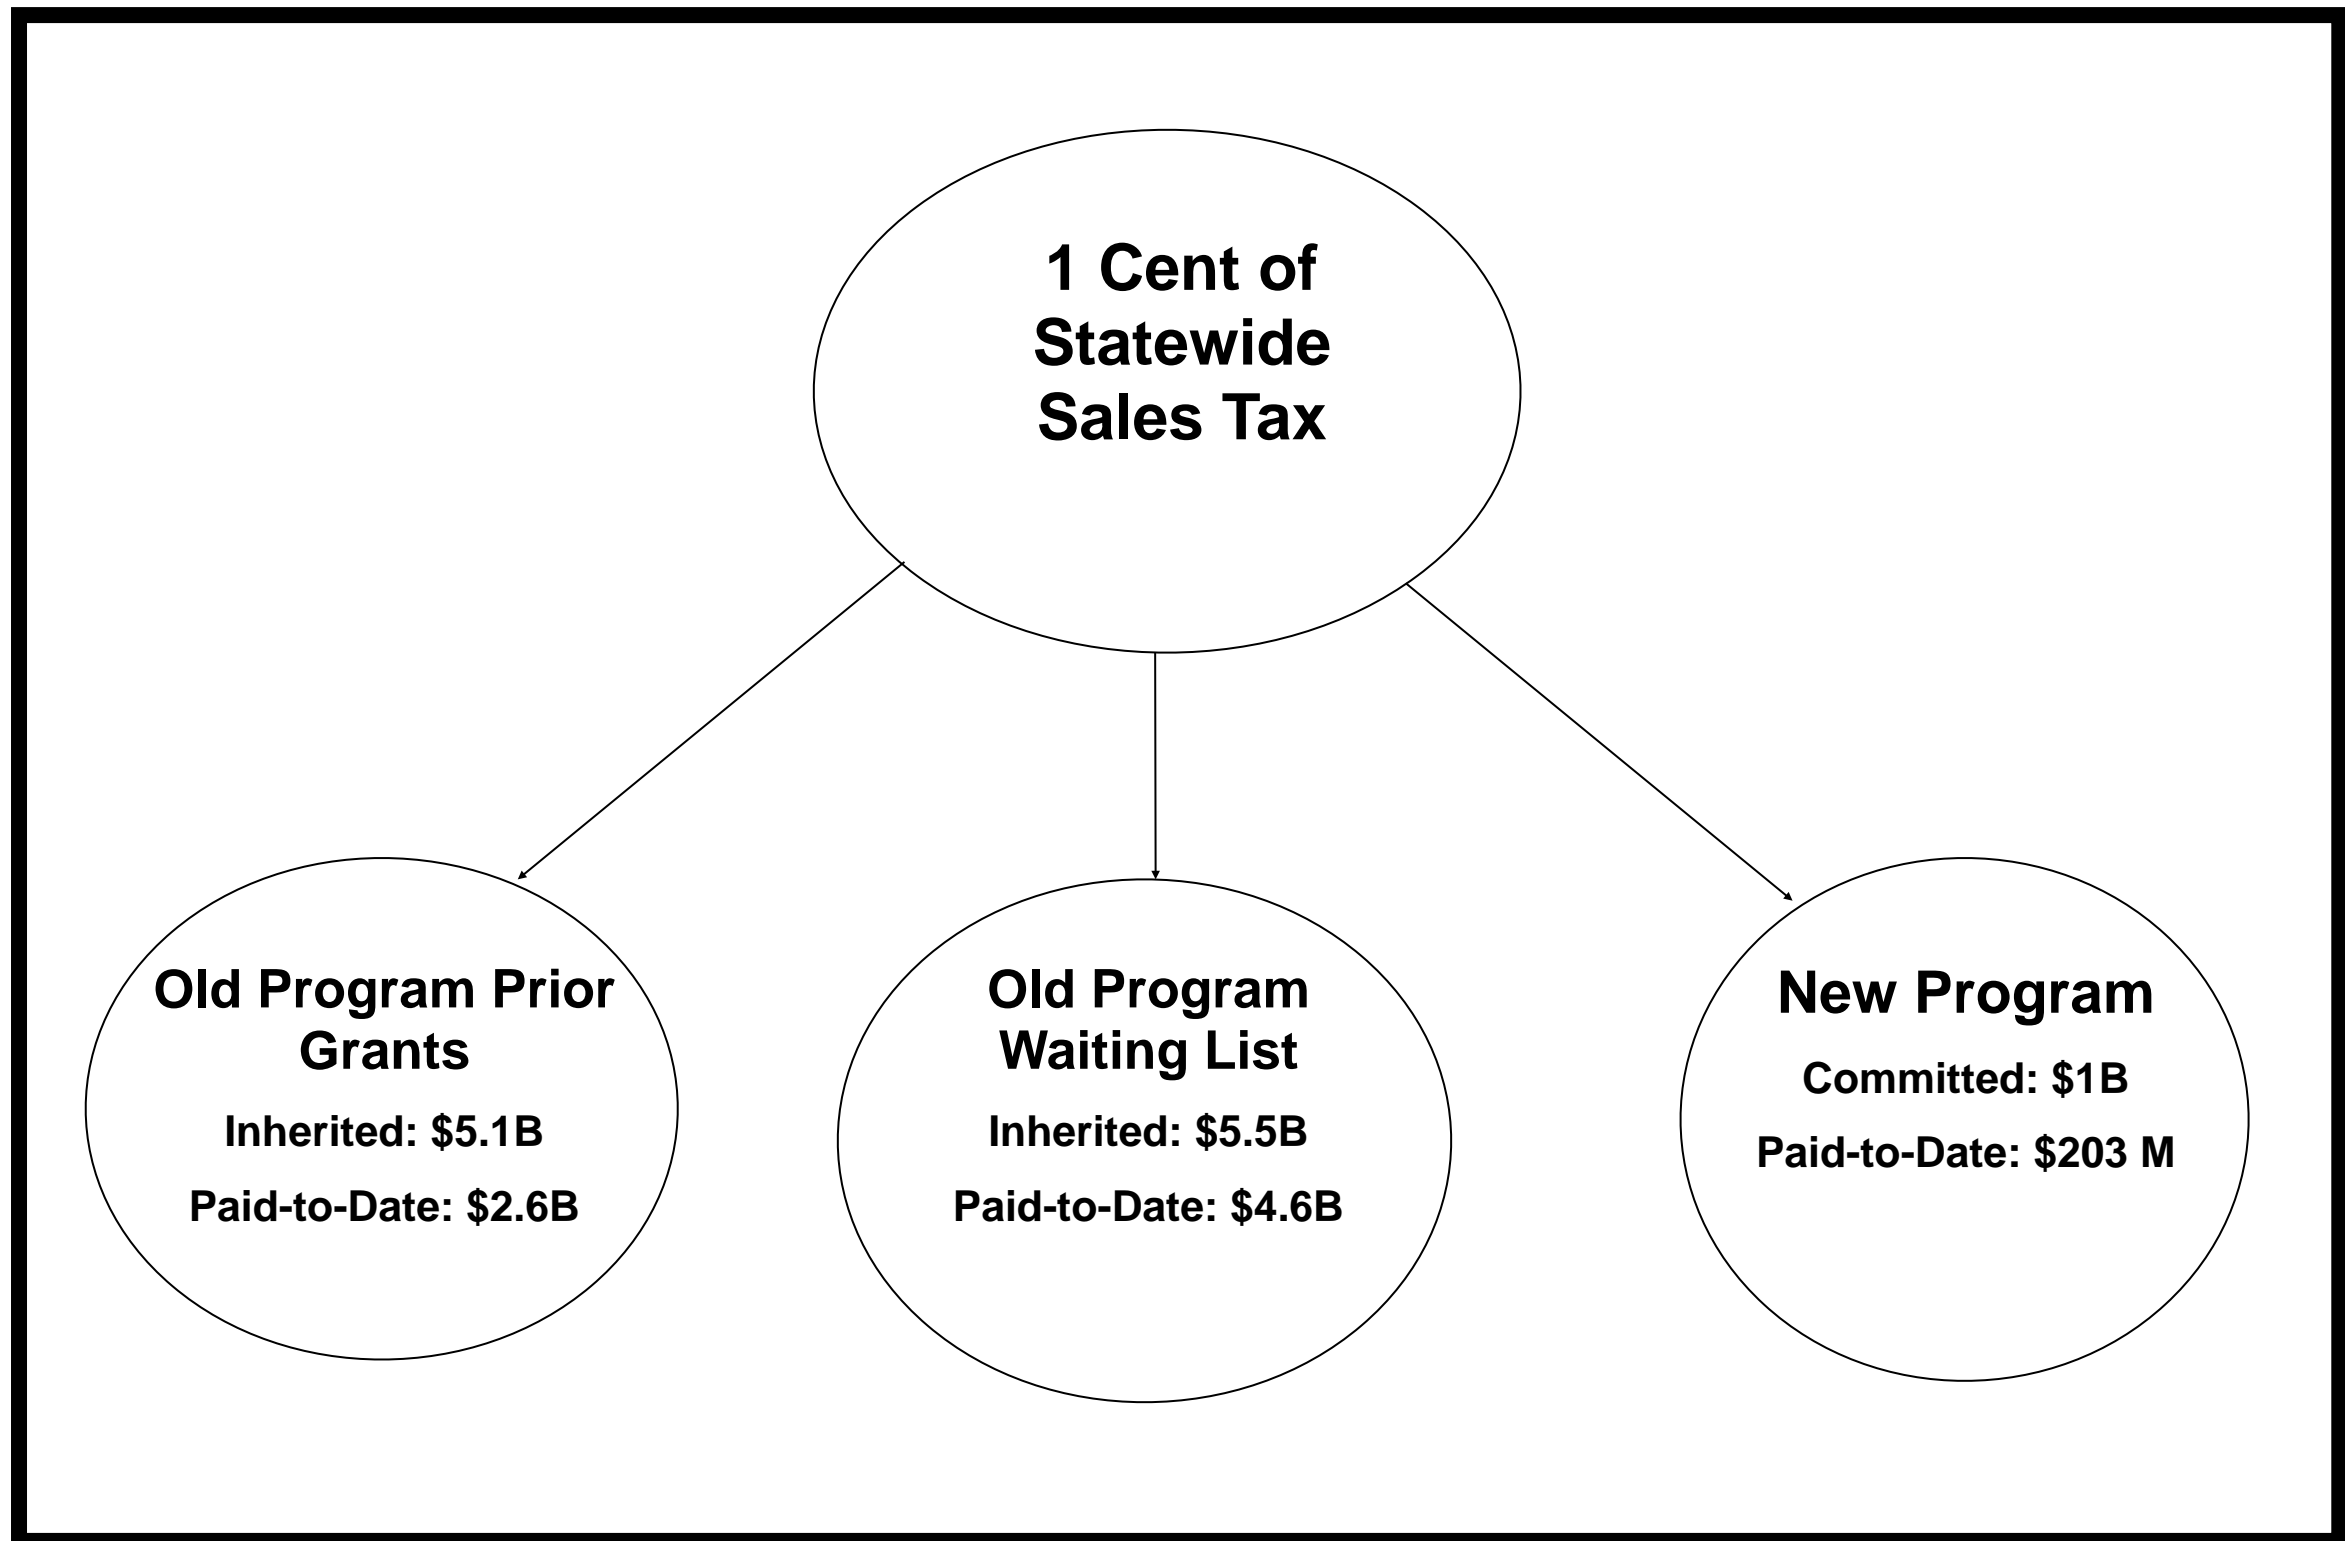 1 Cent of
Statewide
Sales Tax
Old Program Prior
Grants
Inherited: $5.1B
Paid-to-Date: $2.6B
Old Program
Waiting List
Inherited: $5.5B
Paid-to-Date: $4.6B
New Program
Committed: $1B
Paid-to-Date: $203 M